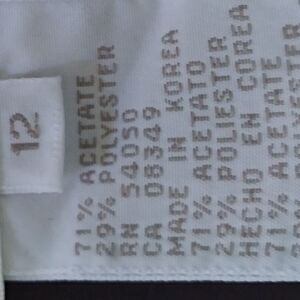 12
71% ACETATE
29% POLYESTER
RN 54050
CA 08349
MADE IN KOREA
71% ACETATO
29% POLIESTER
HECHO EN COREA
71% ACETATE